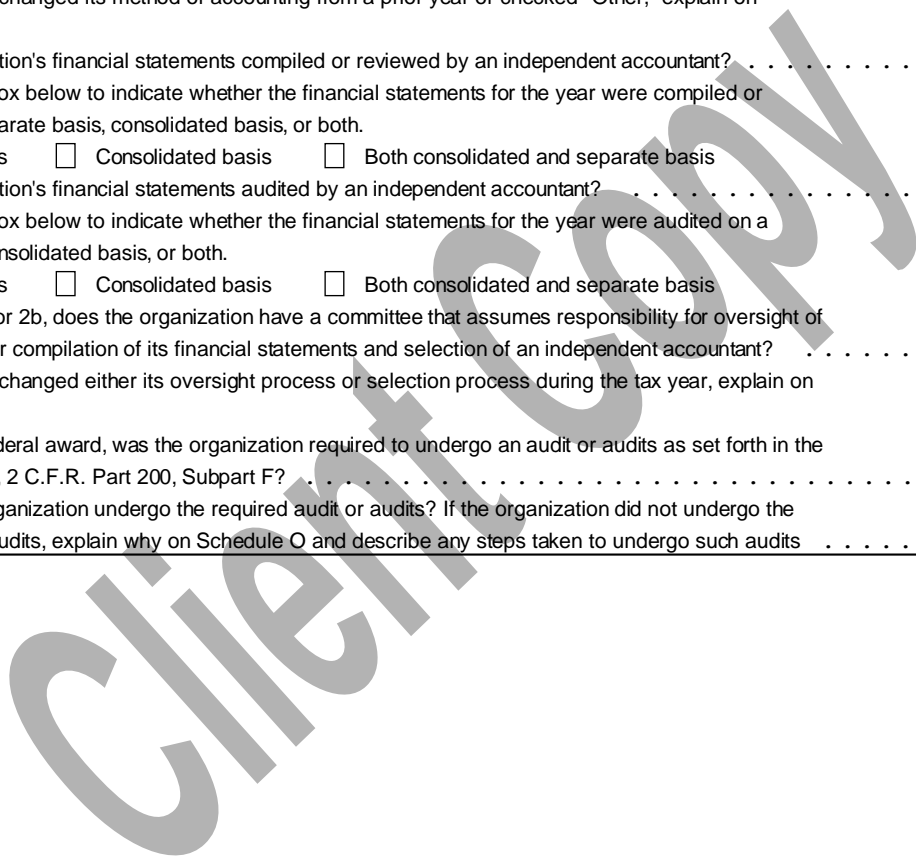 changed its method of accounting from a prior year or checked "Other," explain on
tion's financial statements compiled or reviewed by an independent accountant? . . . . . . . . .
ox below to indicate whether the financial statements for the year were compiled or
arate basis, consolidated basis, or both.
s Consolidated basis Both consolidated and separate basis
tion's financial statements audited by an independent accountant? . . . . . . . . . . . . . . .
ox below to indicate whether the financial statements for the year were audited on a
nsolidated basis, or both.
s Consolidated basis Both consolidated and separate basis
or 2b, does the organization have a committee that assumes responsibility for oversight of
r compilation of its financial statements and selection of an independent accountant? . . . . . .
changed either its oversight process or selection process during the tax year, explain on
deral award, was the organization required to undergo an audit or audits as set forth in the
2 C.F.R. Part 200, Subpart F? . . . . . . . . . . . . . . . . . . . . . . . . . . . . . . .
ganization undergo the required audit or audits? If the organization did not undergo the
udits, explain why on Schedule O and describe any steps taken to undergo such audits . . . . .
Client Copy